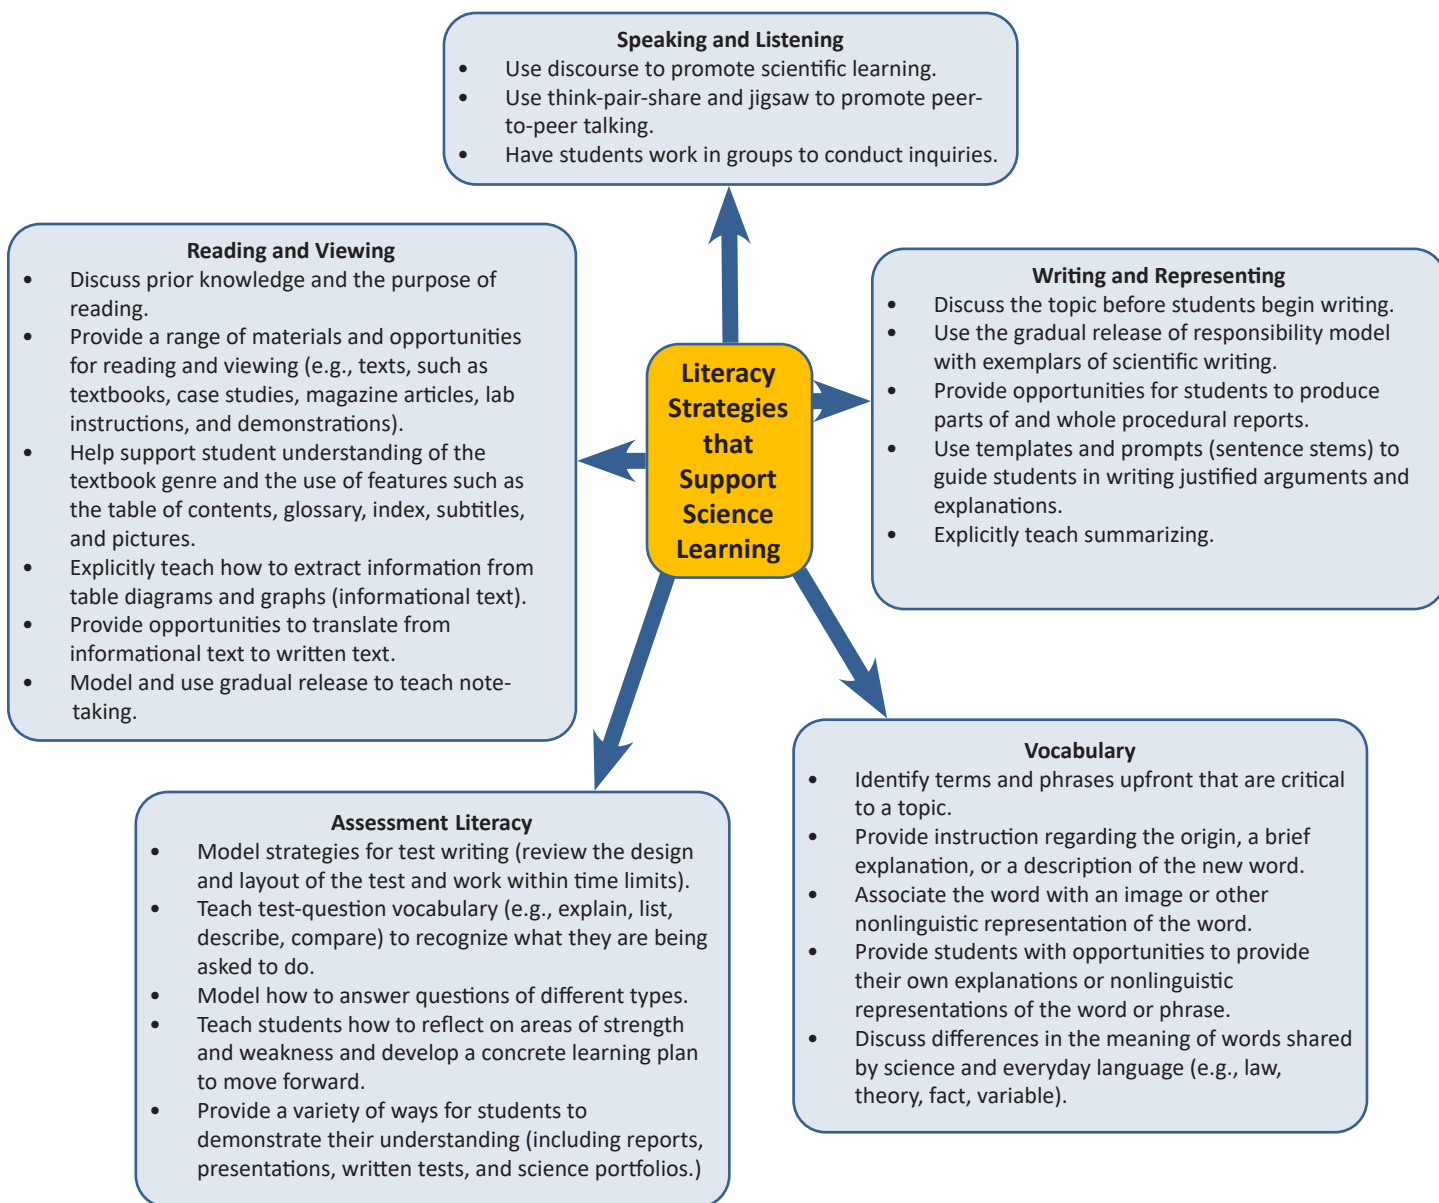 Speaking and Listening
• Use discourse to promote scientific learning.
• Use think-pair-share and jigsaw to promote peer-
to-peer talking.
• Have students work in groups to conduct inquiries.
Reading and Viewing
• Discuss prior knowledge and the purpose of
reading.
• Provide a range of materials and opportunities
for reading and viewing (e.g., texts, such as
textbooks, case studies, magazine articles, lab
instructions, and demonstrations).
• Help support student understanding of the
textbook genre and the use of features such as
the table of contents, glossary, index, subtitles,
and pictures.
• Explicitly teach how to extract information from
table diagrams and graphs (informational text).
• Provide opportunities to translate from
informational text to written text.
• Model and use gradual release to teach note-
taking.
Literacy
Strategies
that
Support
Science
Learning
Writing and Representing
• Discuss the topic before students begin writing.
• Use the gradual release of responsibility model
with exemplars of scientific writing.
• Provide opportunities for students to produce
parts of and whole procedural reports.
• Use templates and prompts (sentence stems) to
guide students in writing justified arguments and
explanations.
• Explicitly teach summarizing.
Assessment Literacy
• Model strategies for test writing (review the design
and layout of the test and work within time limits).
• Teach test-question vocabulary (e.g., explain, list,
describe, compare) to recognize what they are being
asked to do.
• Model how to answer questions of different types.
• Teach students how to reflect on areas of strength
and weakness and develop a concrete learning plan
to move forward.
• Provide a variety of ways for students to
demonstrate their understanding (including reports,
presentations, written tests, and science portfolios.)
Vocabulary
• Identify terms and phrases upfront that are critical
to a topic.
• Provide instruction regarding the origin, a brief
explanation, or a description of the new word.
• Associate the word with an image or other
nonlinguistic representation of the word.
• Provide students with opportunities to provide
their own explanations or nonlinguistic
representations of the word or phrase.
• Discuss differences in the meaning of words shared
by science and everyday language (e.g., law,
theory, fact, variable).